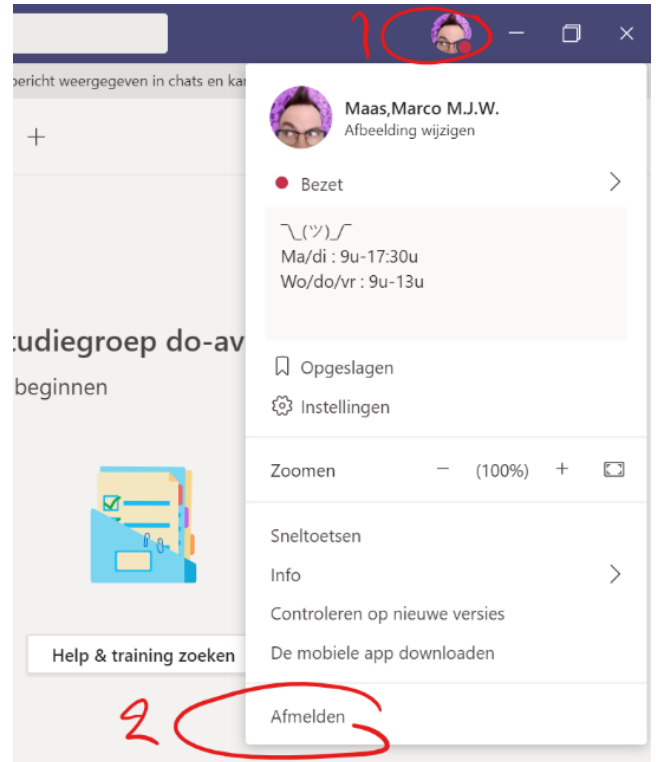 1
bericht weergegeven in chats en ka
Maas,Marco M.J.W.
Afbeelding wijzigen
Bezet
¯\_(ツ)_/¯
Ma/di : 9u-17:30u
Wo/do/vr : 9u-13u
tudiegroep do-av
beginnen
Opgeslagen
Instellingen
Zoomen − (100%) +
Sneltoetsen
Info
Controleren op nieuwe versies
Help & training zoeken
De mobiele app downloaden
2
Afmelden